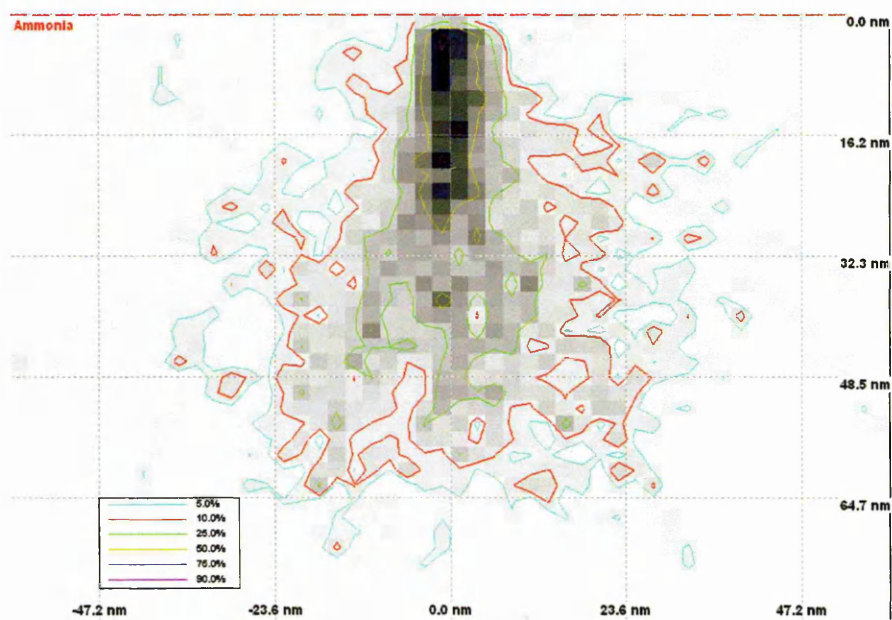 Ammonia
0.0 nm
16.2 nm
32.3 nm
48.5 nm
64.7 nm
5.0%
10.0%
25.0%
50.0%
75.0%
90.0%
-47.2 nm
-23.6 nm
0.0 nm
23.6 nm
47.2 nm